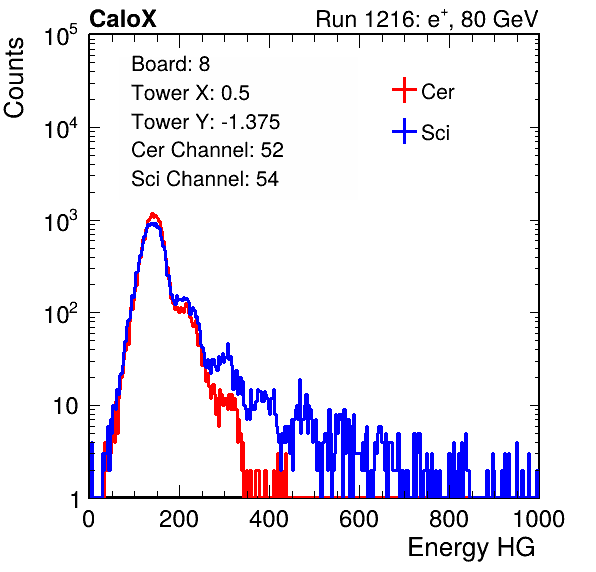 CaloX Run 1216: e⁺, 80 GeV
Counts
10⁵
10⁴
10³
10²
10
1
Board: 8
Tower X: 0.5
Tower Y: -1.375
Cer Channel: 52
Sci Channel: 54
Cer
Sci
0 200 400 600 800 1000
Energy HG